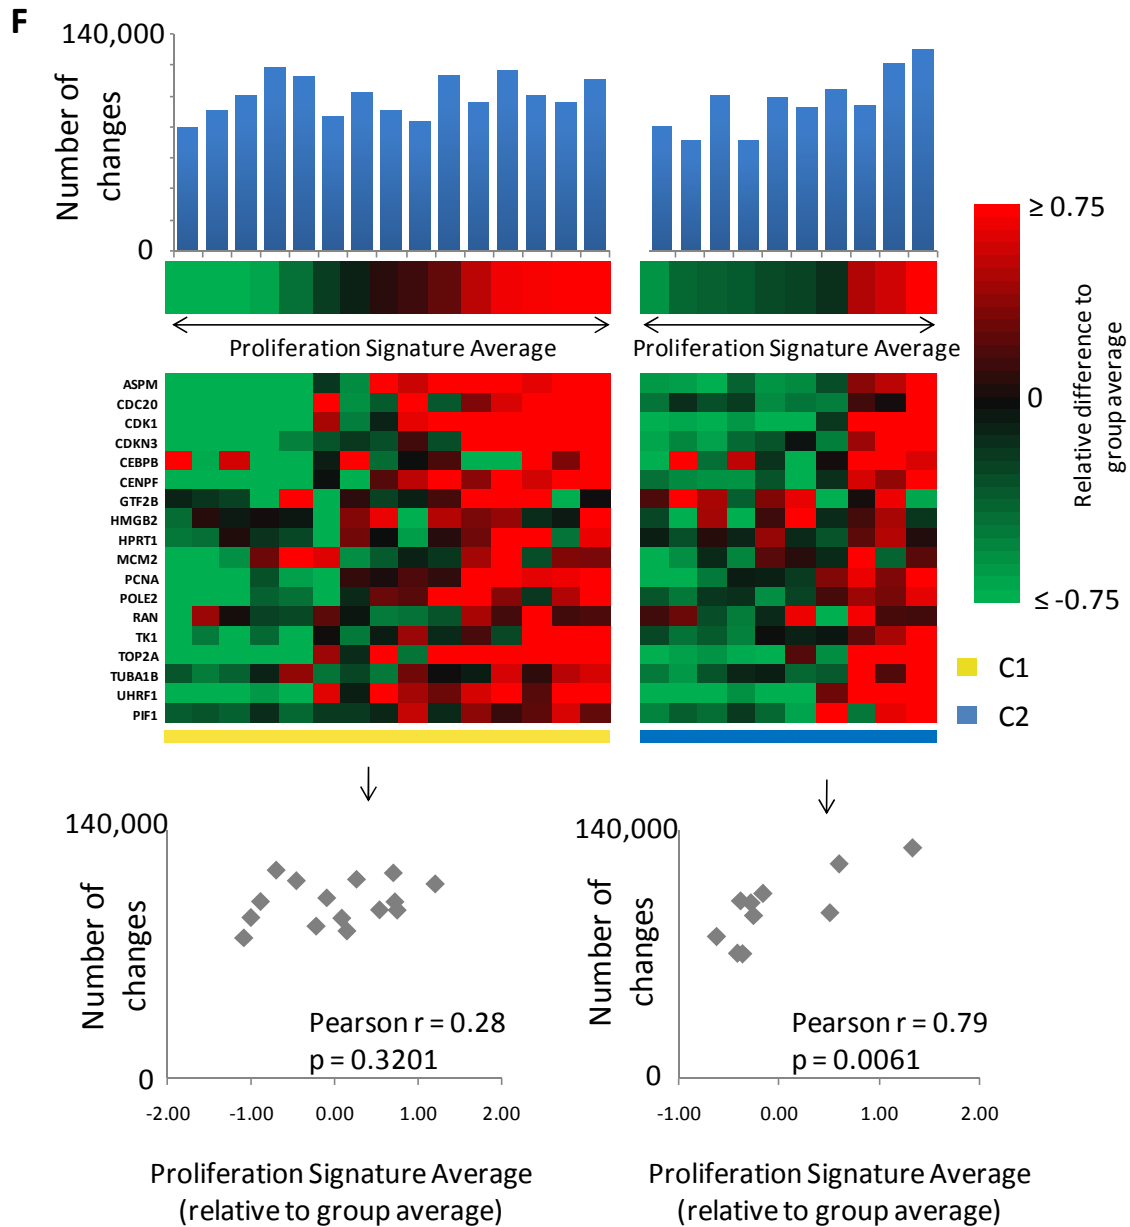 F
140,000
Number of
changes
0
≥ 0.75
0
≤ -0.75
Relative difference to
group average
Proliferation Signature Average
Proliferation Signature Average
ASPM
CDC20
CDK1
CDKN3
CEBPB
CENPF
GTF2B
HMGB2
HPRT1
MCM2
PCNA
POLE2
RAN
TK1
TOP2A
TUBA1B
UHRF1
PIF1
C1
C2
140,000
Number of
changes
0
Pearson r = 0.28
p = 0.3201
-2.00 -1.00 0.00 1.00 2.00
Proliferation Signature Average
(relative to group average)
140,000
Number of
changes
0
Pearson r = 0.79
p = 0.0061
-1.00 0.00 1.00 2.00
Proliferation Signature Average
(relative to group average)